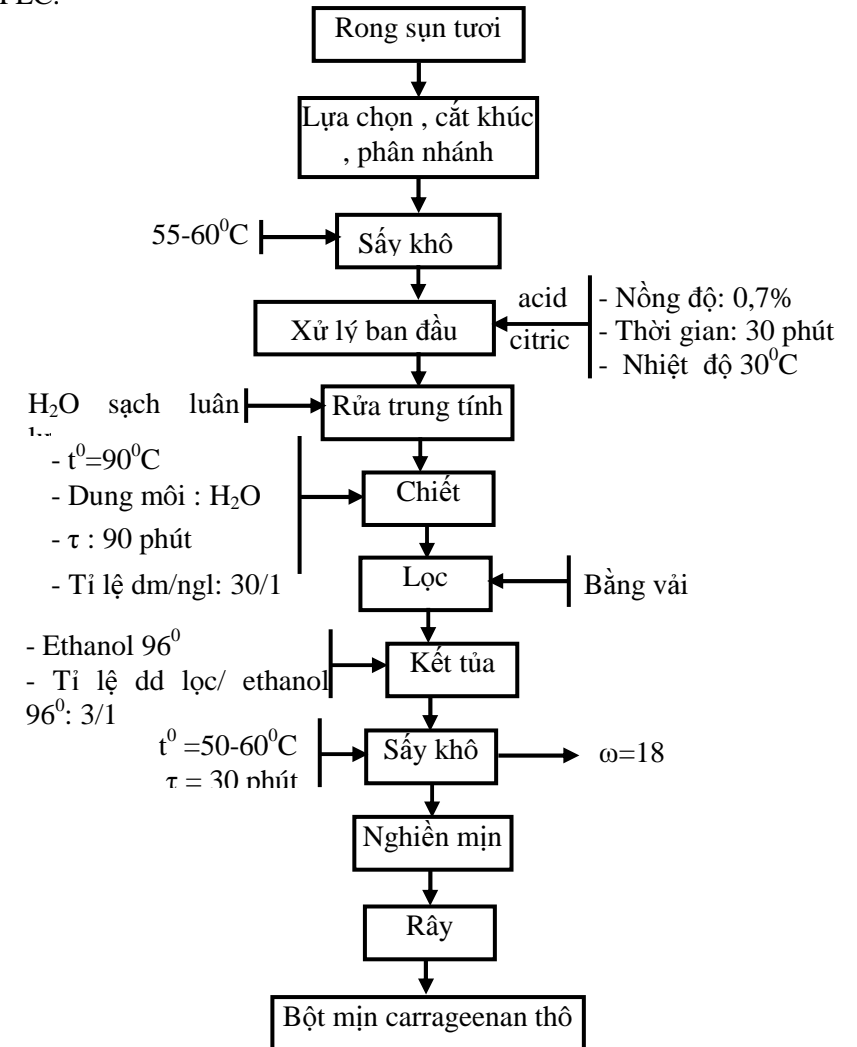 Rong sụn tươi
Lựa chọn , cắt khúc
, phân nhánh
55-60⁰C
Sấy khô
Xử lý ban đầu
acid
citric
- Nồng độ: 0,7%
- Thời gian: 30 phút
- Nhiệt độ 30⁰C
H₂O sạch luân
Rửa trung tính
- t⁰=90⁰C
- Dung môi : H₂O
- τ : 90 phút
- Tỉ lệ dm/ngl: 30/1
Chiết
Lọc
Bằng vải
- Ethanol 96⁰
- Tỉ lệ dd lọc/ ethanol
96⁰: 3/1
Kết tủa
t⁰ =50-60⁰C
τ = 30 phút
Sấy khô
ω=18
Nghiền mịn
Rây
Bột mịn carrageenan thô